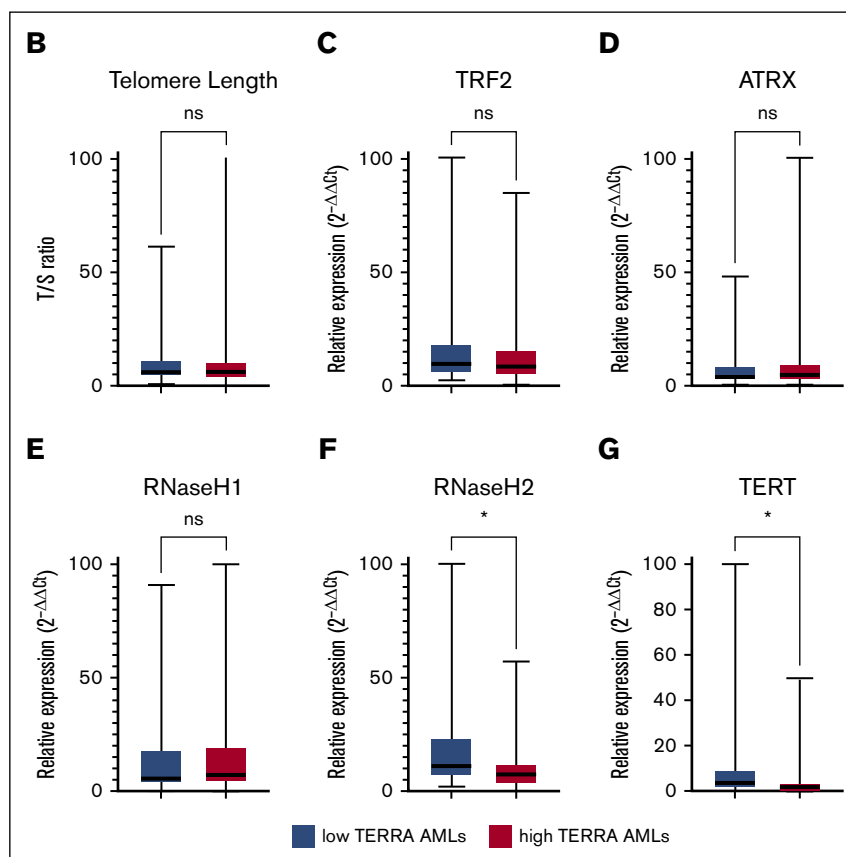 B
Telomere Length
ns
T/S ratio
100
50
0
C
TRF2
ns
Relative expression (2−ΔΔCt)
100
50
0
D
ATRX
ns
Relative expression (2−ΔΔCt)
100
50
0
E
RNaseH1
ns
Relative expression (2−ΔΔCt)
100
50
0
F
RNaseH2
*
Relative expression (2−ΔΔCt)
100
50
0
G
TERT
*
Relative expression (2−ΔΔCt)
100
80
60
40
20
0
low TERRA AMLs
high TERRA AMLs